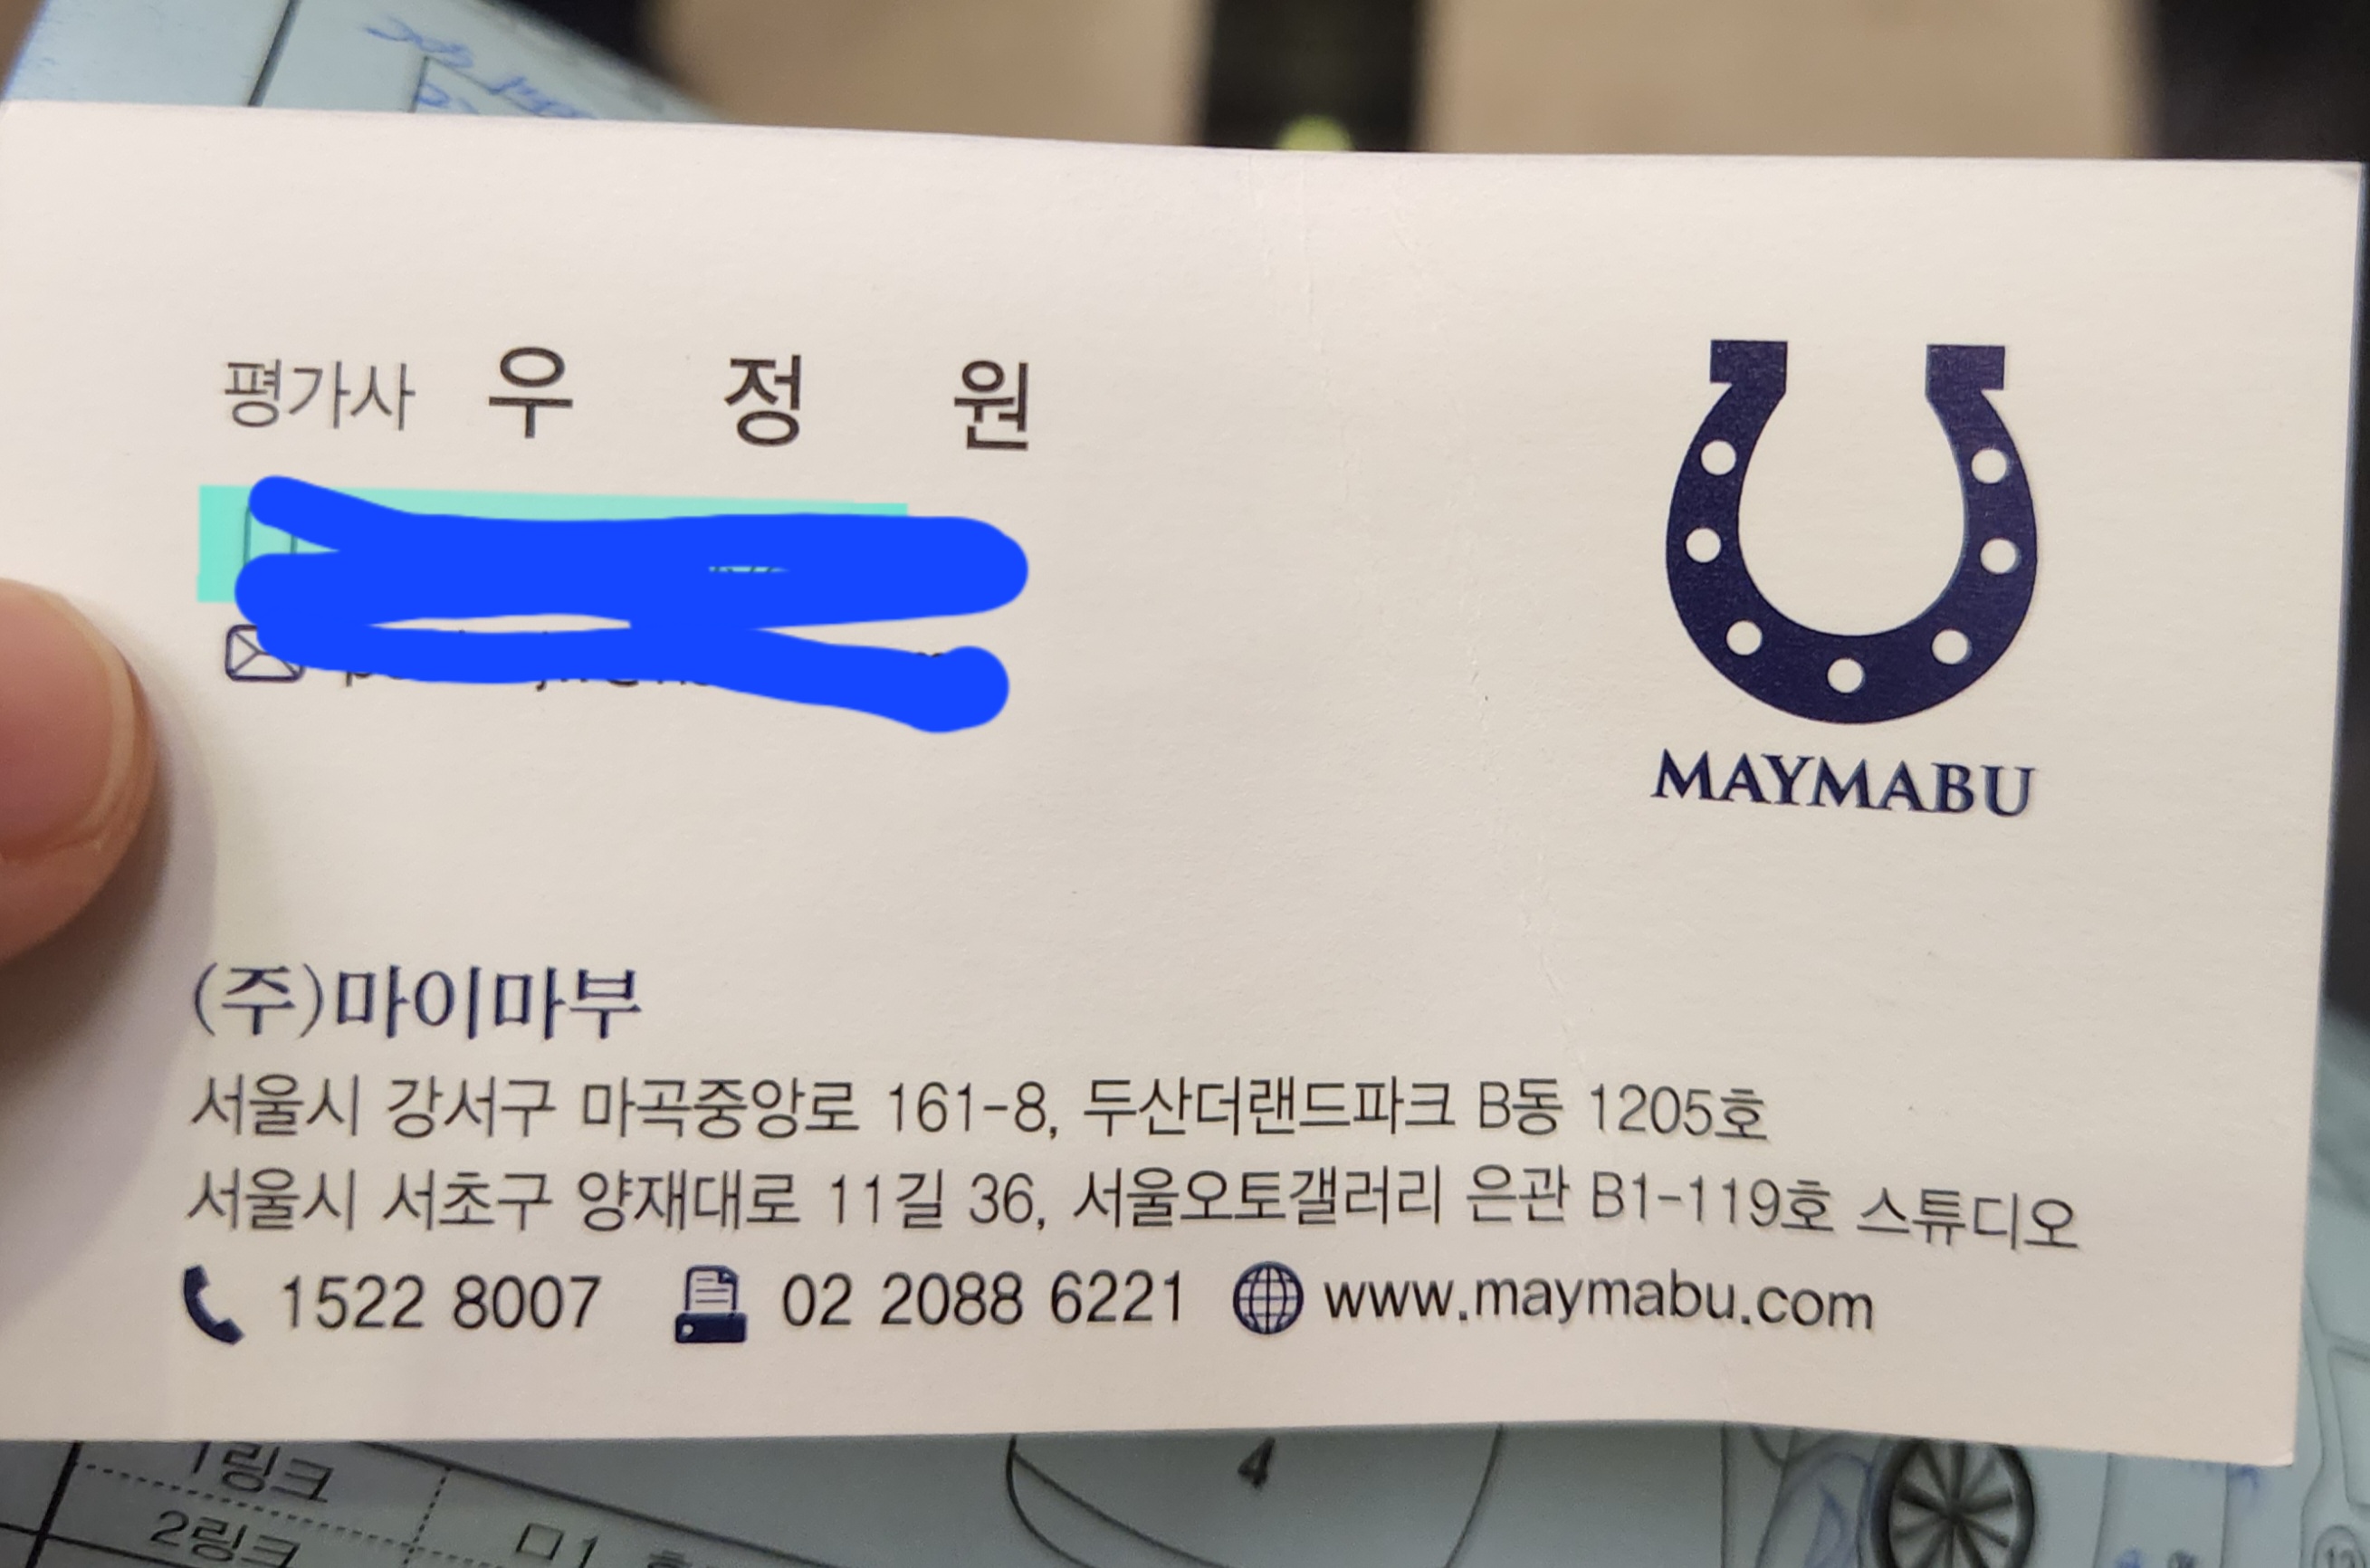 평가사 우 정 원
MAYMABU
(주)마이마부
서울시 강서구 마곡중앙로 161-8, 두산더랜드파크 B동 1205호
서울시 서초구 양재대로 11길 36, 서울오토갤러리 은관 B1-119호 스튜디오
1522 8007 02 2088 6221 www.maymabu.com
4
1링크
2링크